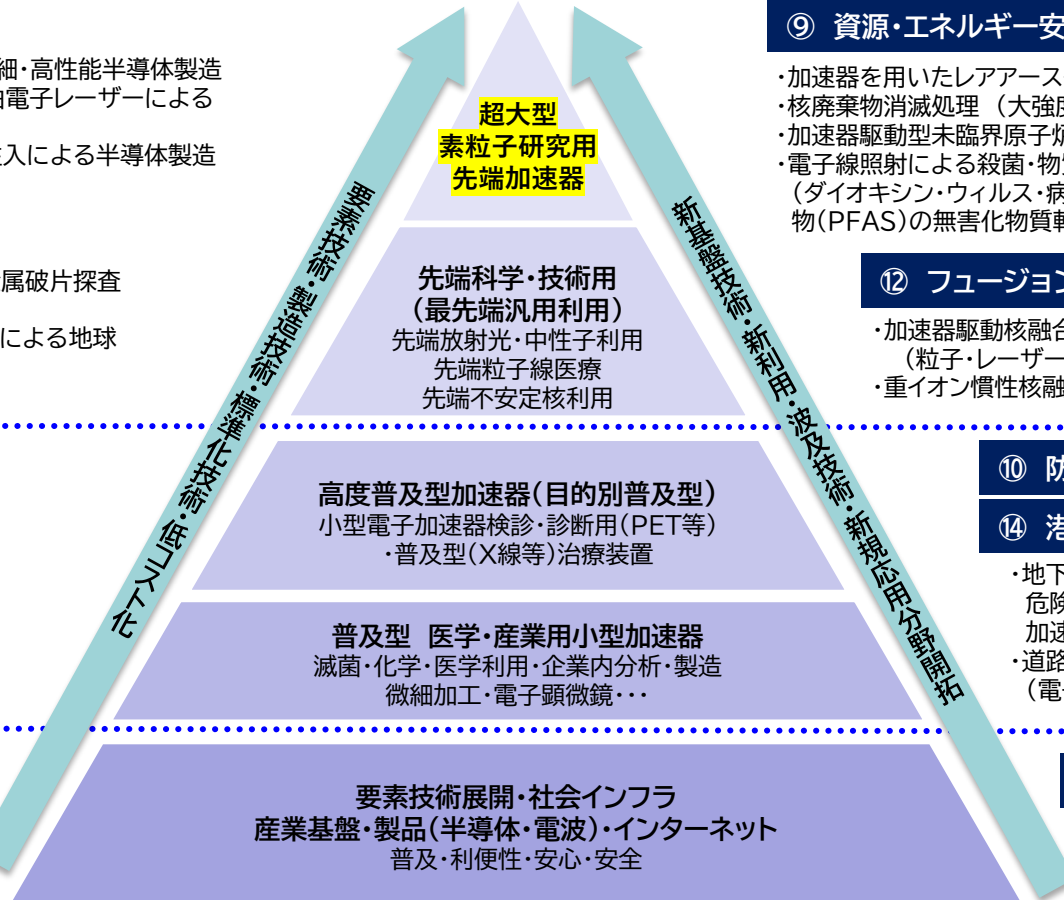 細・高性能半導体製造
電子レーザーによる
入による半導体製造
属破片探査
による地球
超大型
素粒子研究用
先端加速器
先端科学・技術用
(最先端汎用利用)
先端放射光・中性子利用
先端粒子線医療
先端不安定核利用
高度普及型加速器(目的別普及型)
小型電子加速器検診・診断用(PET等)
・普及型(X線等)治療装置
普及型 医学・産業用小型加速器
滅菌・化学・医学利用・企業内分析・製造
微細加工・電子顕微鏡・・・
要素技術展開・社会インフラ
産業基盤・製品(半導体・電波)・インターネット
普及・利便性・安心・安全
要素技術・製造技術・標準化技術・低コスト化
新基盤技術・新利用・波及技術・新規応用分野開拓
⑨ 資源・エネルギー安
・加速器を用いたレアアース
・核廃棄物消滅処理 (大強度
・加速器駆動型未臨界原子炉
・電子線照射による殺菌・物質
(ダイオキシン・ウィルス・病
物(PFAS)の無害化物質転
⑫ フュージョン
・加速器駆動核融合
(粒子・レーザー
・重イオン慣性核融
⑩ 防
⑭ 港
・地下
危険
加速
・道路
(電子